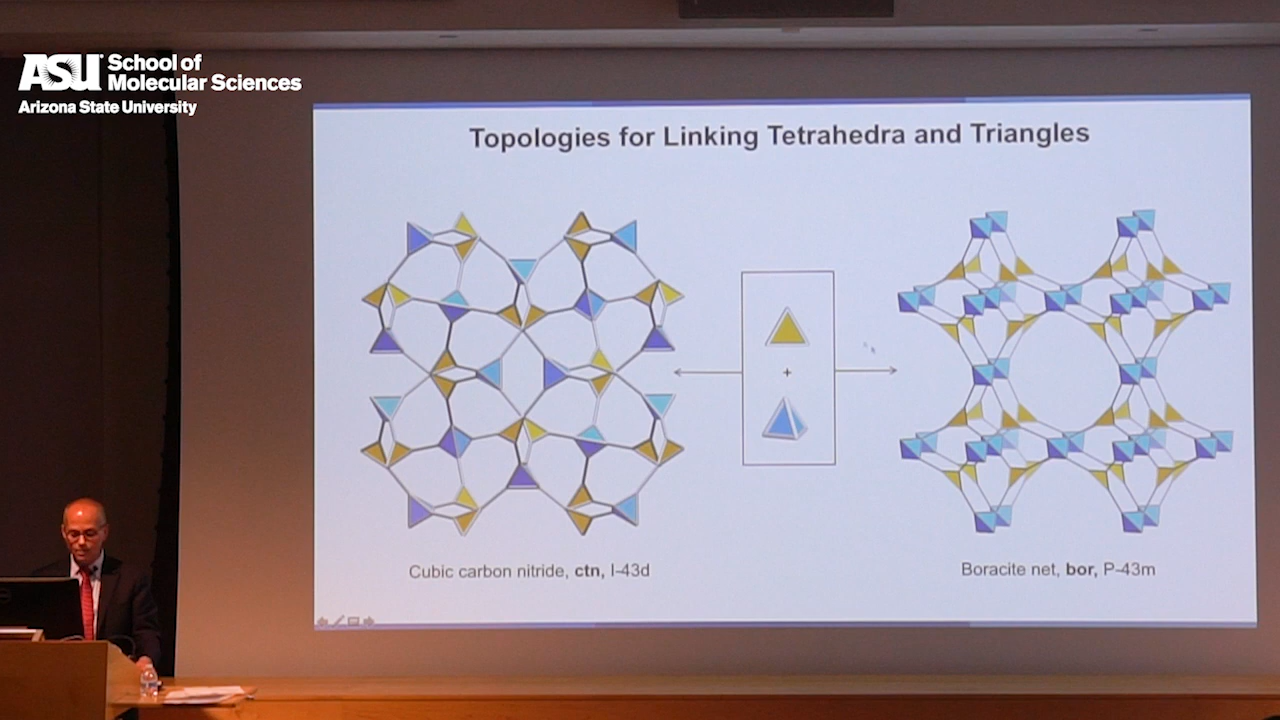 ASU School of
Molecular Sciences
Arizona State University
Topologies for Linking Tetrahedra and Triangles
+
Cubic carbon nitride, ctn, I-43d
Boracite net, bor, P-43m